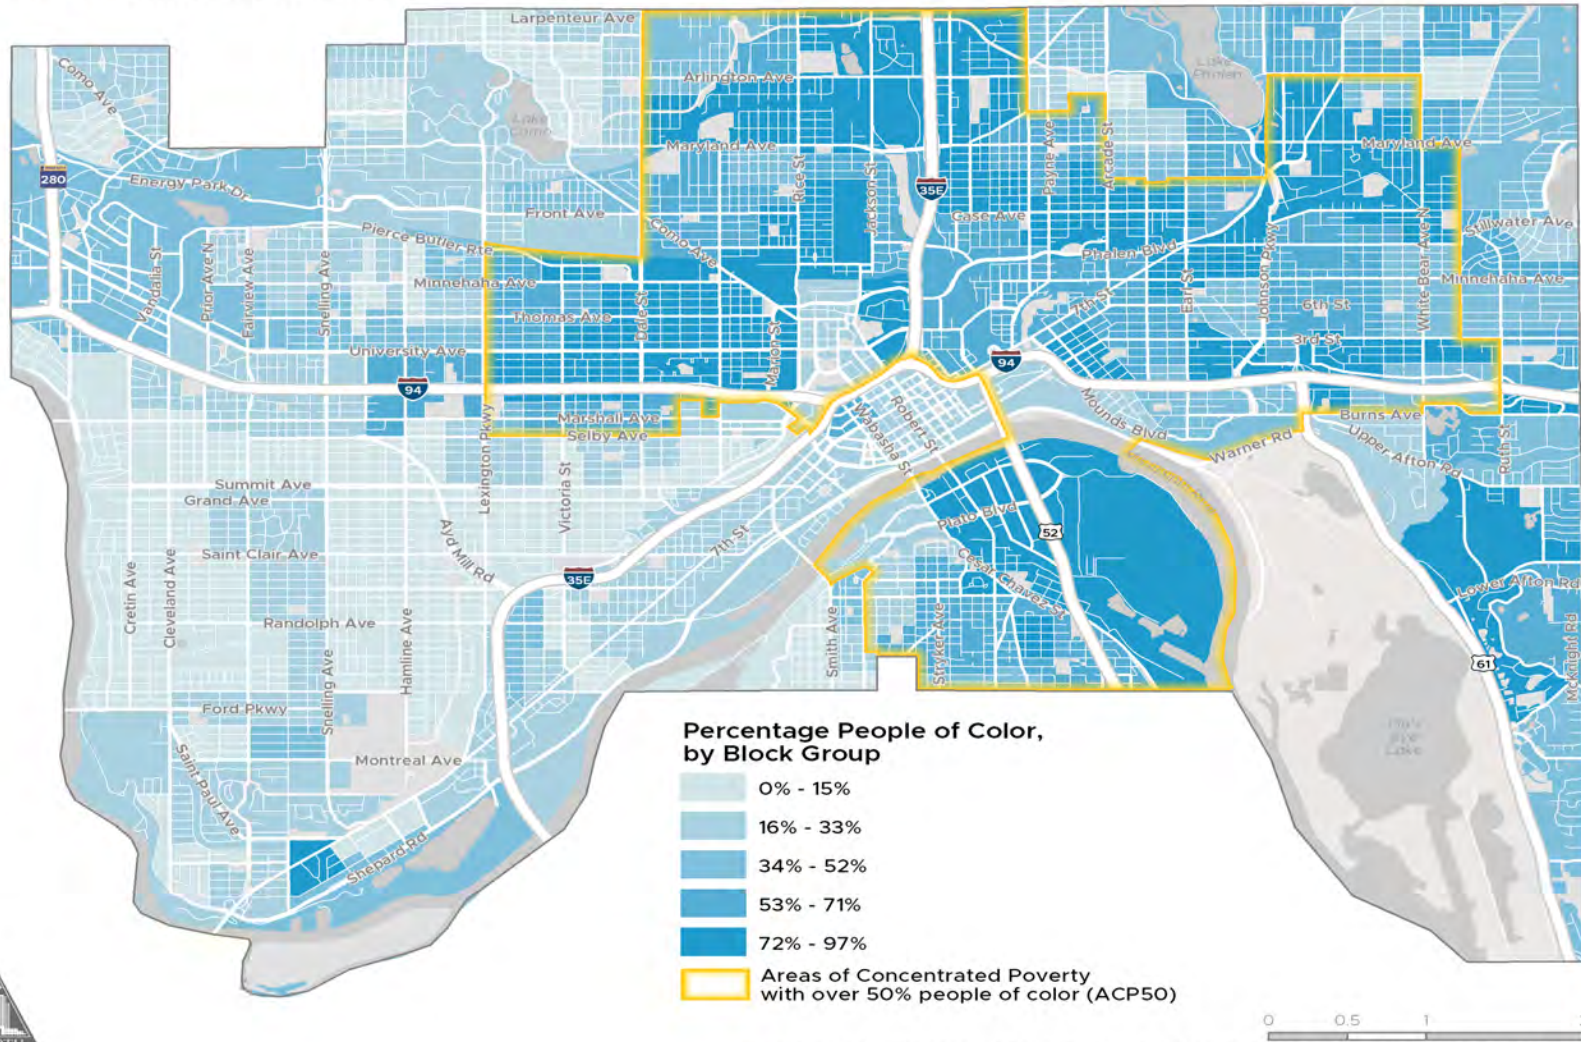 Larpenteur Ave
Como Ave
Arlington Ave
Lake
Phalen
Lake
Como
Maryland Ave
Maryland Ave
280
Energy Park Dr
35E
Rice St
Jackson St
Payne Ave
Arcade St
Front Ave
Case Ave
Pierce Butler Rte
Como Ave
Stillwater Ave
Phalen Blvd
Minnehaha Ave
Minnehaha Ave
Vandalia St
Prior Ave N
Fairview Ave
Snelling Ave
Thomas Ave
Dale St
Marion St
7th St
Earl St
Johnson Pkwy
6th St
White Bear Ave N
3rd St
University Ave
94
94
Lexington Pkwy
Marshall Ave
Selby Ave
Robert St
Wabasha St
Mounds Blvd
Burns Ave
Warner Rd
Upper Afton Rd
Ruth St
Summit Ave
Grand Ave
Victoria St
Plato Blvd
52
7th St
Saint Clair Ave
Ayd Mill Rd
35E
Cesar Chavez St
Lower Afton Rd
Cretin Ave
Cleveland Ave
Randolph Ave
Hamline Ave
Snelling Ave
Smith Ave
Stryker Ave
McKnight Rd
61
Ford Pkwy
Saint Paul Ave
Montreal Ave
Shepard Rd
Lake
Percentage People of Color,
by Block Group
0% - 15%
16% - 33%
34% - 52%
53% - 71%
72% - 97%
Areas of Concentrated Poverty
with over 50% people of color (ACP50)
0 0.5 1